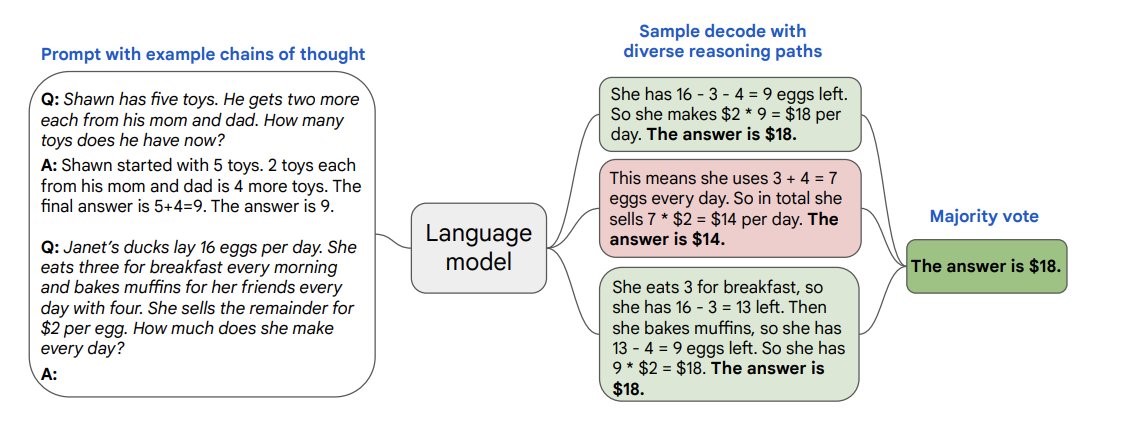 Prompt with example chains of thought
Q: Shawn has five toys. He gets two more
each from his mom and dad. How many
toys does he have now?
A: Shawn started with 5 toys. 2 toys each
from his mom and dad is 4 more toys. The
final answer is 5+4=9. The answer is 9.
Q: Janet’s ducks lay 16 eggs per day. She
eats three for breakfast every morning
and bakes muffins for her friends every
day with four. She sells the remainder for
$2 per egg. How much does she make
every day?
A:
Language
model
Sample decode with
diverse reasoning paths
She has 16 - 3 - 4 = 9 eggs left.
So she makes $2 * 9 = $18 per
day. The answer is $18.
This means she uses 3 + 4 = 7
eggs every day. So in total she
sells 7 * $2 = $14 per day. The
answer is $14.
She eats 3 for breakfast, so
she has 16 - 3 = 13 left. Then
she bakes muffins, so she has
13 - 4 = 9 eggs left. So she has
9 * $2 = $18. The answer is
$18.
Majority vote
The answer is $18.